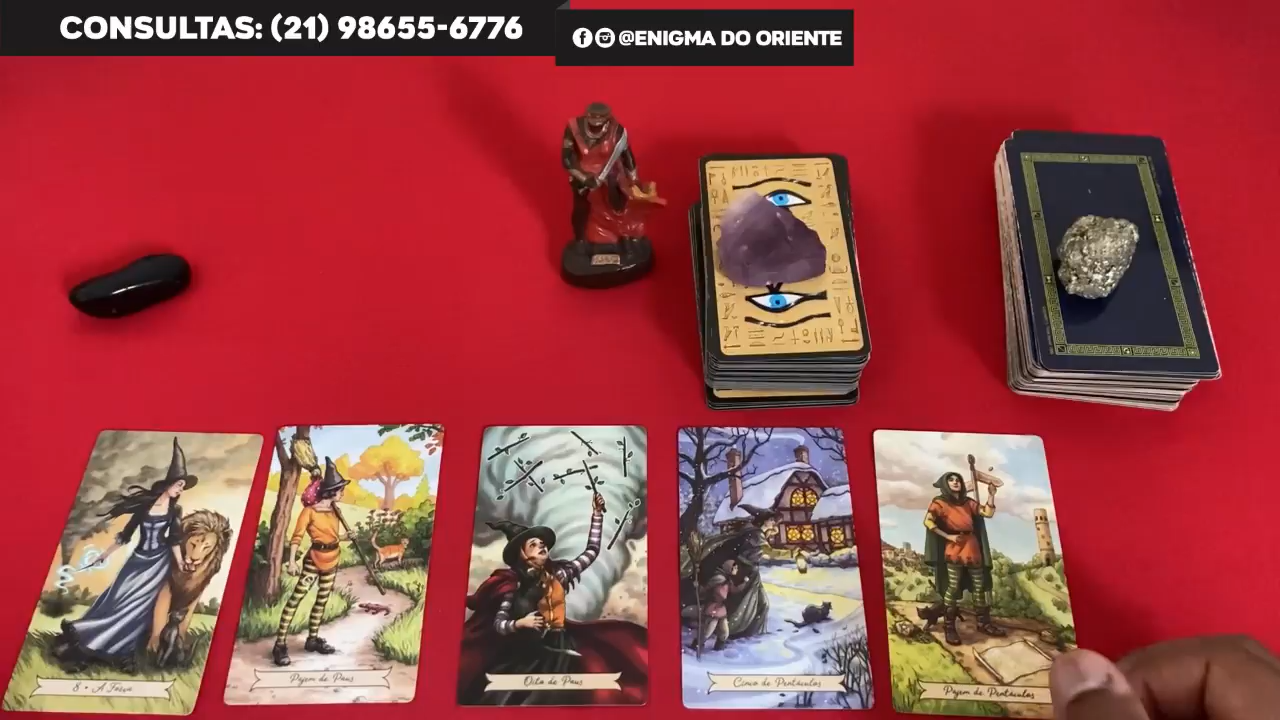 CONSULTAS: (21) 98655-6776
@ENIGMA DO ORIENTE
8 • A Força
Pajem de Paus
Oito de Paus
Cinco de Pentáculos
Pajem de Pentáculos